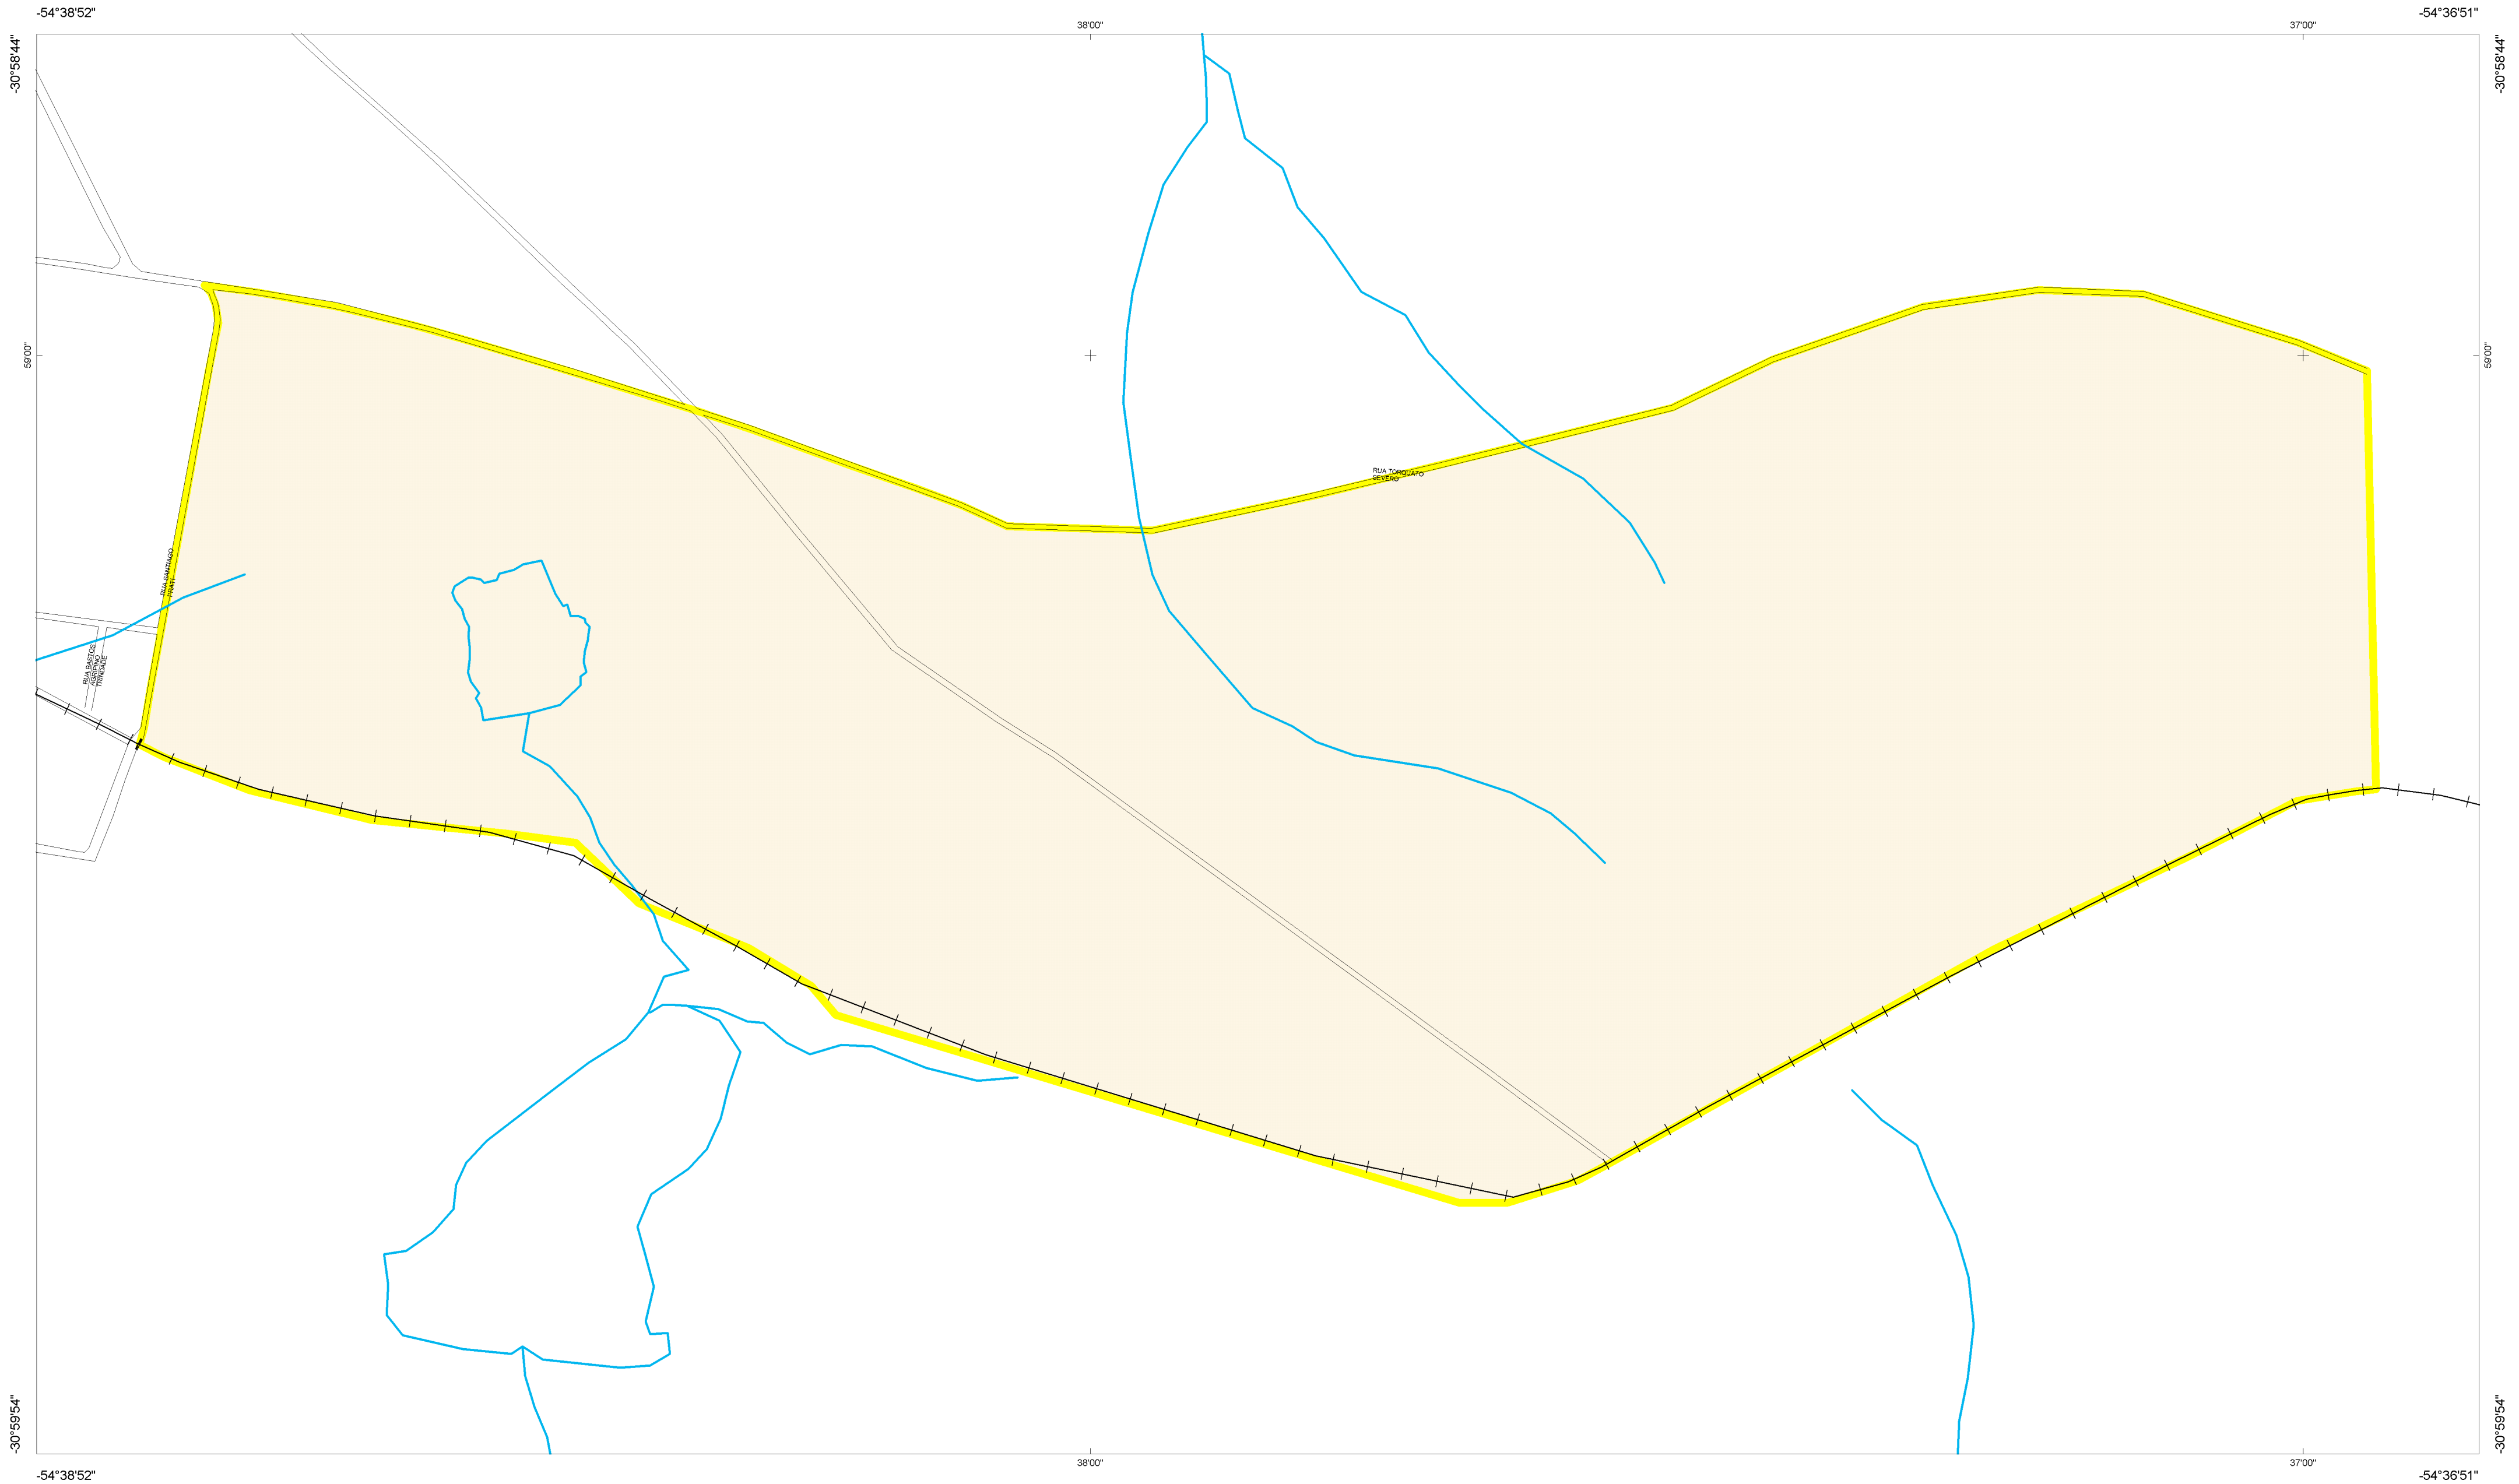 -54°38'52"
-54°36'51"
38'00"
37'00"
-30°58'44"
-30°58'44"
59'00"
59'00"
RUA TORQUATO
SEVERO
RUA SANTIAGO
PRATI
RUA BASTOS
AGRIPINO
TRINDADE
-30°59'54"
-30°59'54"
38'00"
37'00"
-54°38'52"
-54°36'51"